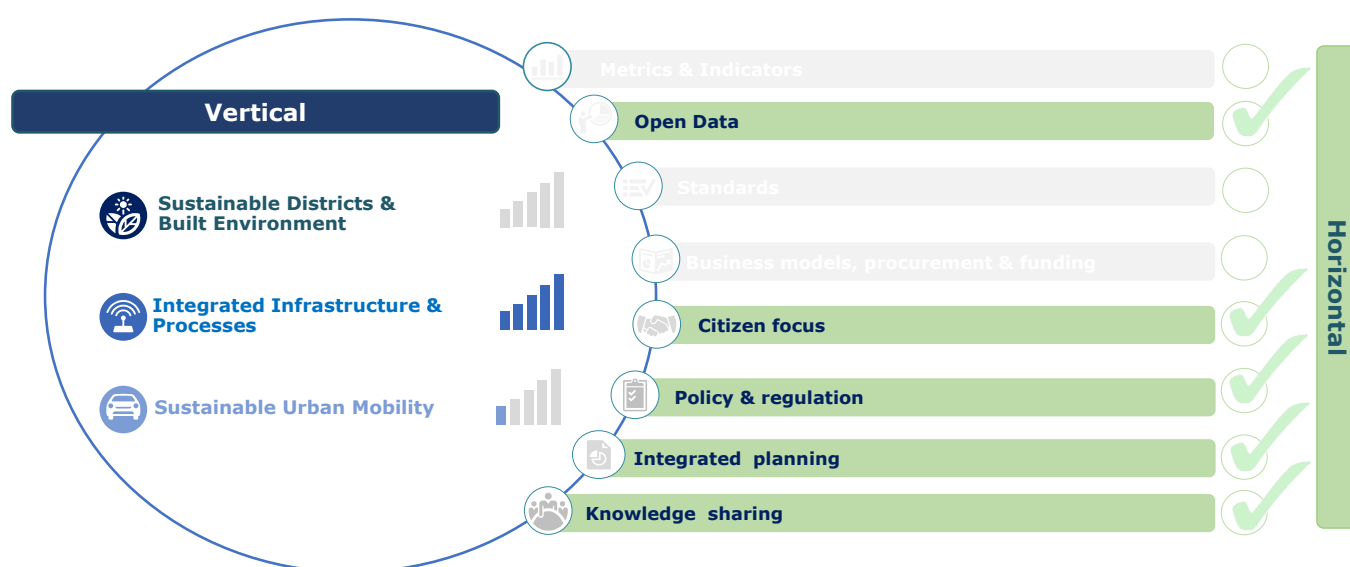 Vertical
Sustainable Districts &
Built Environment
Integrated Infrastructure &
Processes
Sustainable Urban Mobility
Metrics & Indicators
Open Data
Standards
Business models, procurement & funding
Citizen focus
Policy & regulation
Integrated planning
Knowledge sharing
Horizontal